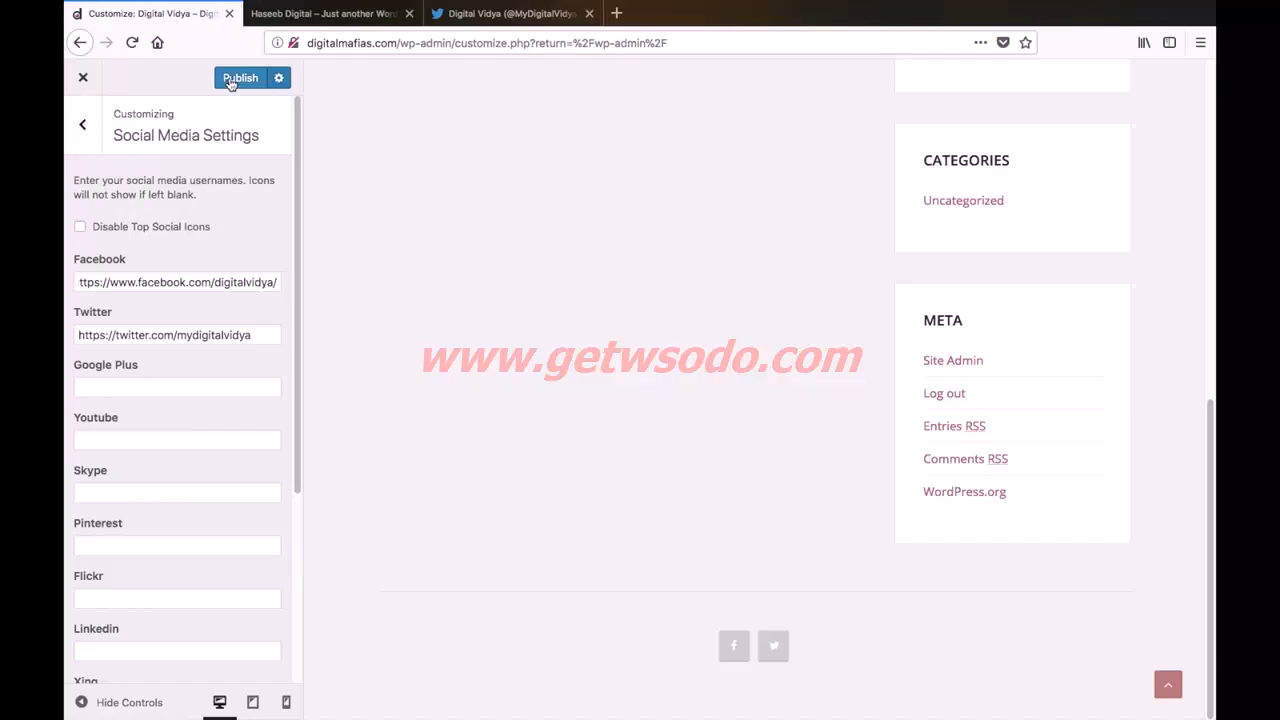 Customize: Digital Vidya – Dig
Haseeb Digital – Just another Wor
Digital Vidya (@MyDigitalVidya
digitalmafias.com/wp-admin/customize.php?return=%2Fwp-admin%2F
Publish
Customizing
Social Media Settings
Enter your social media usernames. Icons
will not show if left blank.
Disable Top Social Icons
Facebook
ttps://www.facebook.com/digitalvidya/
Twitter
https://twitter.com/mydigitalvidya
Google Plus
Youtube
Skype
Pinterest
Flickr
Linkedin
Xing
Hide Controls
CATEGORIES
Uncategorized
META
Site Admin
Log out
Entries RSS
Comments RSS
WordPress.org
www.getwsodo.com